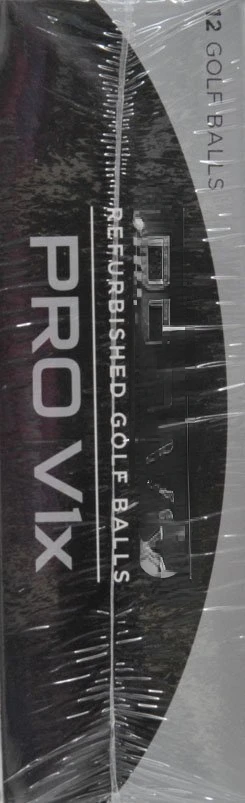 12 GOLF BALLS
REFURBISHED GOLF BALLS
PRO V1x